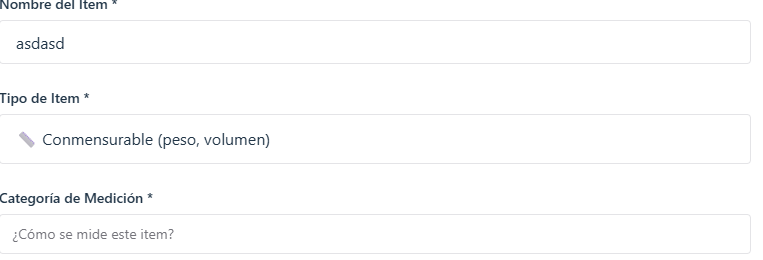 Nombre del Item *
asdasd
Tipo de Item *
Conmensurable (peso, volumen)
Categoría de Medición *
¿Cómo se mide este item?